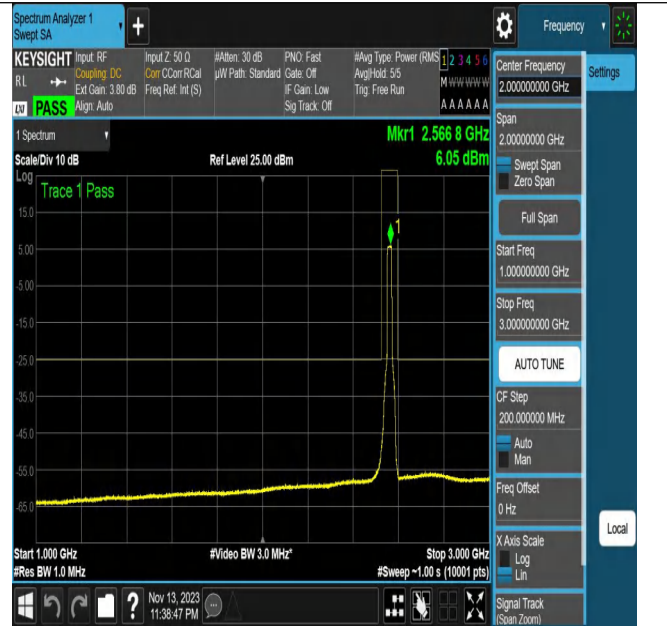 Spectrum Analyzer 1
Swept SA
+
Frequency
KEYSIGHT
RL
LXI PASS
Input: RF
Coupling: DC
Ext Gain: 3.80 dB
Align: Auto
Input Z: 50 Ω
Corr CCorr RCal
Freq Ref: Int (S)
#Atten: 30 dB
µW Path: Standard
PNO: Fast
Gate: Off
IF Gain: Low
Sig Track: Off
#Avg Type: Power (RMS
Avg|Hold: 5/5
Trig: Free Run
1 2 3 4 5 6
M W W W W W
A A A A A A
Center Frequency
2.000000000 GHz
Settings
1 Spectrum
Mkr1 2.566 8 GHz
Scale/Div 10 dB
Ref Level 25.00 dBm
6.05 dBm
Log
Trace 1 Pass
15.0
5.00
-5.00
-15.0
-25.0
-35.0
-45.0
-55.0
-65.0
1
Start 1.000 GHz
#Video BW 3.0 MHz*
Stop 3.000 GHz
#Res BW 1.0 MHz
#Sweep ~1.00 s (10001 pts)
Span
2.00000000 GHz
Swept Span
Zero Span
Full Span
Start Freq
1.000000000 GHz
Stop Freq
3.000000000 GHz
AUTO TUNE
CF Step
200.000000 MHz
Auto
Man
Freq Offset
0 Hz
X Axis Scale
Log
Lin
Local
Signal Track
(Span Zoom)
?
Nov 13, 2023
11:38:47 PM